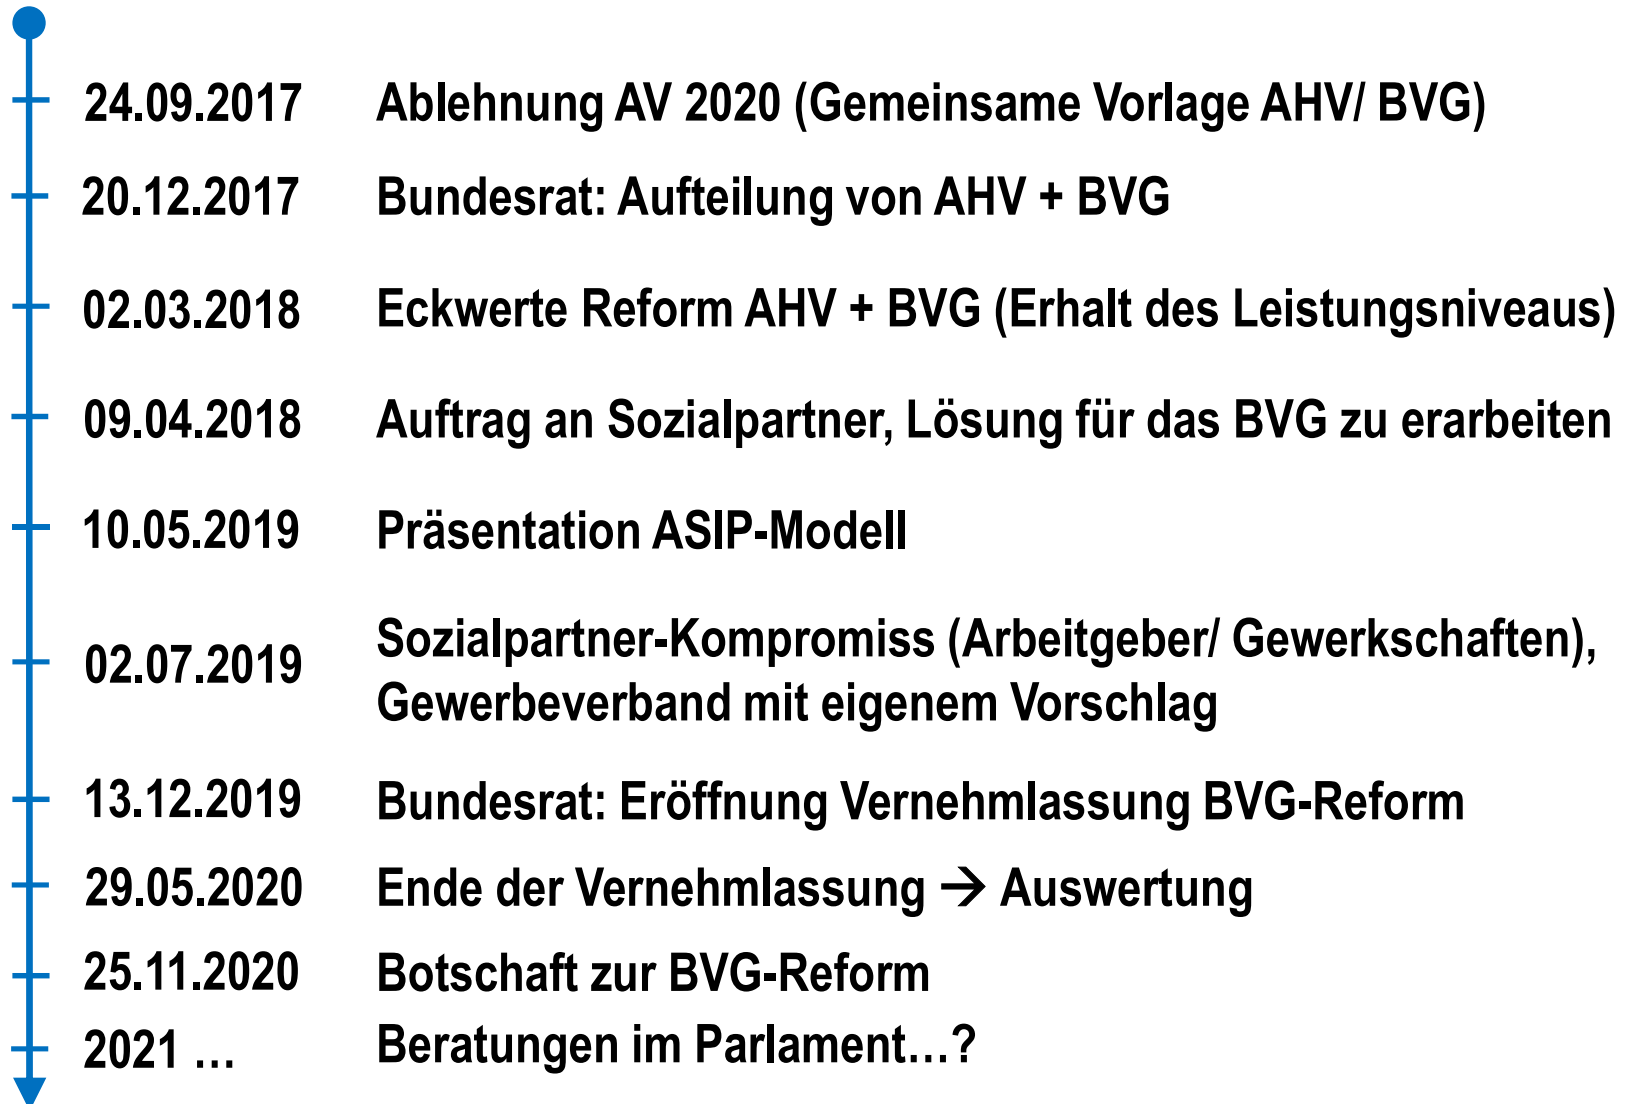 24.09.2017 Ablehnung AV 2020 (Gemeinsame Vorlage AHV/ BVG)
20.12.2017 Bundesrat: Aufteilung von AHV + BVG
02.03.2018 Eckwerte Reform AHV + BVG (Erhalt des Leistungsniveaus)
09.04.2018 Auftrag an Sozialpartner, Lösung für das BVG zu erarbeiten
10.05.2019 Präsentation ASIP-Modell
02.07.2019 Sozialpartner-Kompromiss (Arbeitgeber/ Gewerkschaften),
Gewerbeverband mit eigenem Vorschlag
13.12.2019 Bundesrat: Eröffnung Vernehmlassung BVG-Reform
29.05.2020 Ende der Vernehmlassung → Auswertung
25.11.2020 Botschaft zur BVG-Reform
2021 … Beratungen im Parlament…?